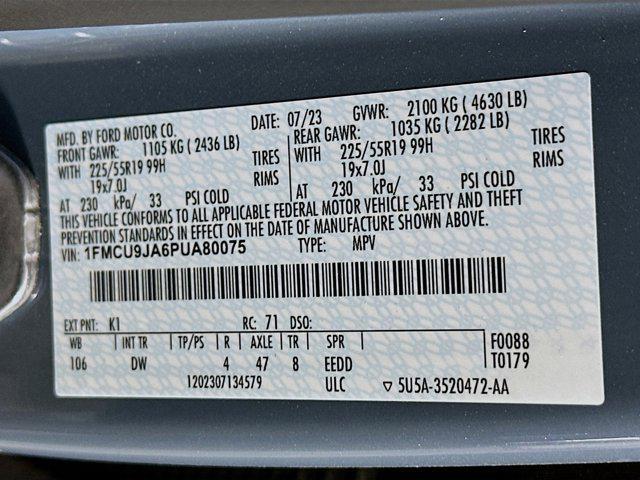 MFD. BY FORD MOTOR CO. DATE: 07/23 GVWR: 2100 KG ( 4630 LB)
FRONT GAWR: 1105 KG ( 2436 LB) REAR GAWR: 1035 KG ( 2282 LB)
WITH 225/55R19 99H TIRES WITH 225/55R19 99H TIRES
19x7.0J RIMS 19x7.0J RIMS
AT 230 kPa/ 33 PSI COLD AT 230 kPa/ 33 PSI COLD
THIS VEHICLE CONFORMS TO ALL APPLICABLE FEDERAL MOTOR VEHICLE SAFETY AND THEFT
PREVENTION STANDARDS IN EFFECT ON THE DATE OF MANUFACTURE SHOWN ABOVE.
VIN: 1FMCU9JA6PUA80075 TYPE: MPV
EXT PNT: K1 RC: 71 DSO:
WB | INT TR | TP/PS | R | AXLE | TR | SPR F0088
106 DW 4 47 8 EEDD T0179
1202307134579 ULC ▽ 5U5A-3520472-AA